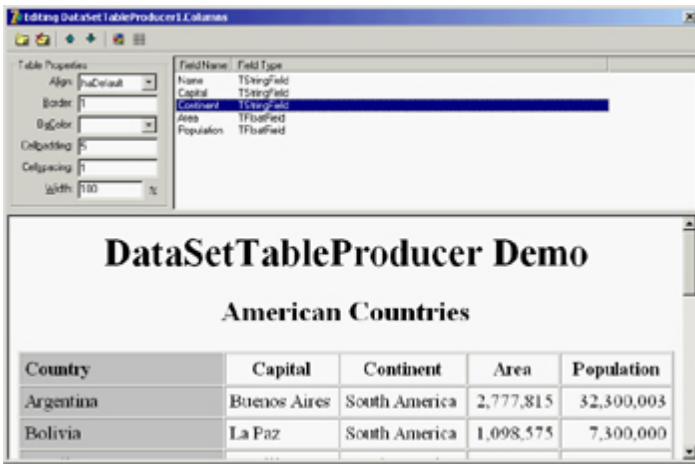 Editing DataSetTableProducer1.Columns
Table Properties
Align: haDefault
Border: 1
BgColor:
Cellpadding: 5
Cellspacing: 1
Width: 100 %
Field Name Field Type
Name TStringField
Capital TStringField
Continent TStringField
Area TFloatField
Population TFloatField
DataSetTableProducer Demo
American Countries
Country Capital Continent Area Population
Argentina Buenos Aires South America 2,777,815 32,300,003
Bolivia La Paz South America 1,098,575 7,300,000